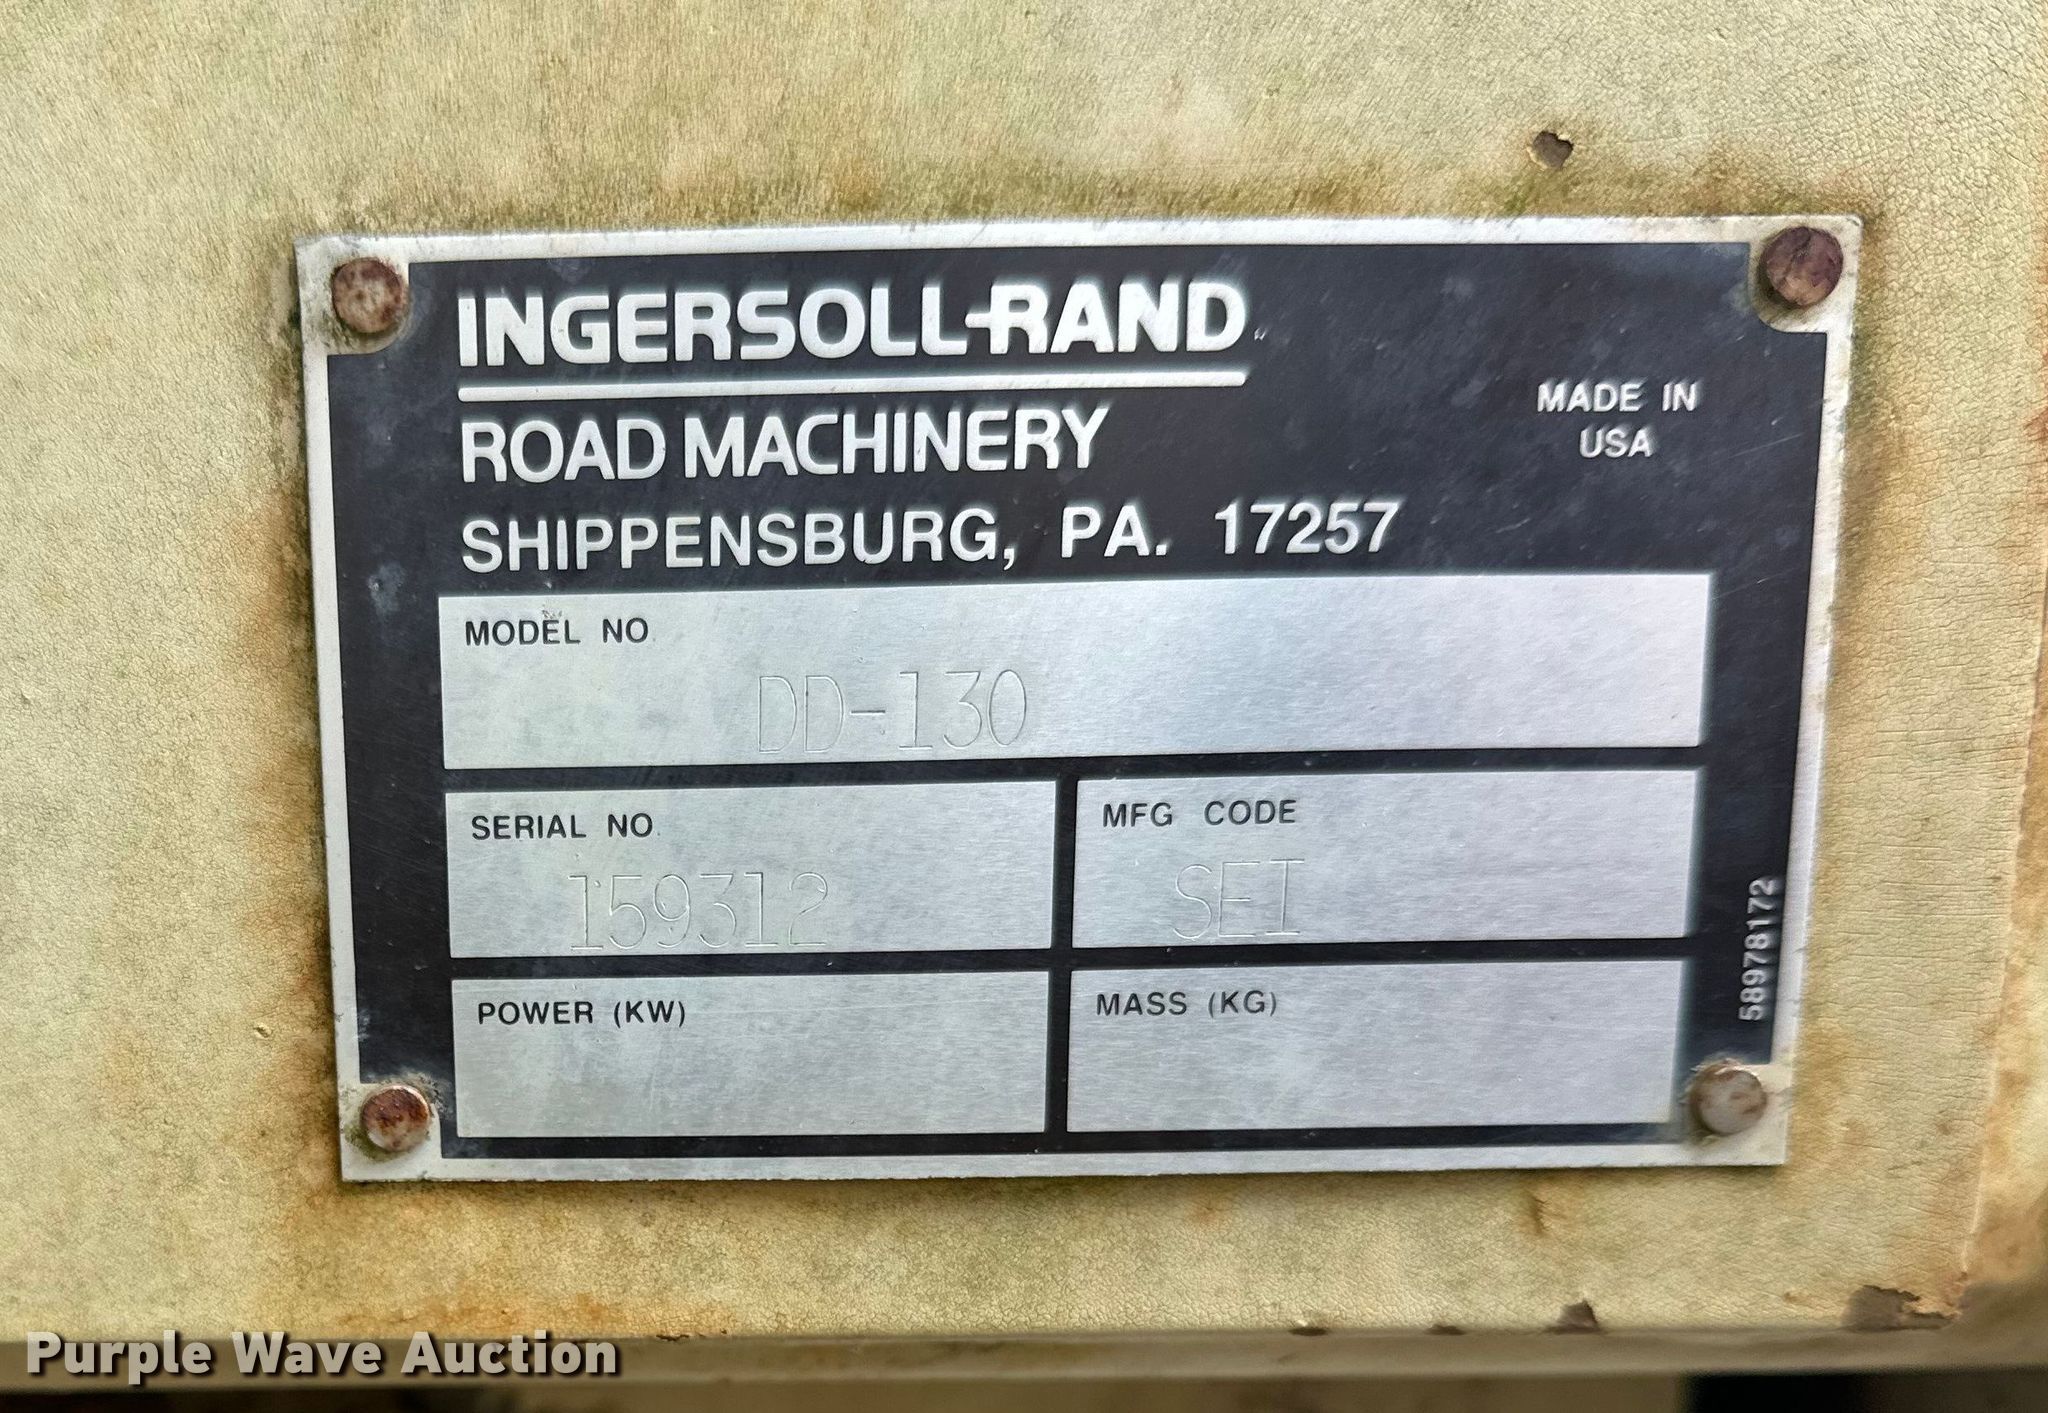 INGERSOLL-RAND
ROAD MACHINERY
SHIPPENSBURG, PA. 17257
MADE IN
USA
MODEL NO.
DD-130
SERIAL NO.
159312
MFG CODE
SEI
POWER (KW)
MASS (KG)
58978172
Purple Wave Auction